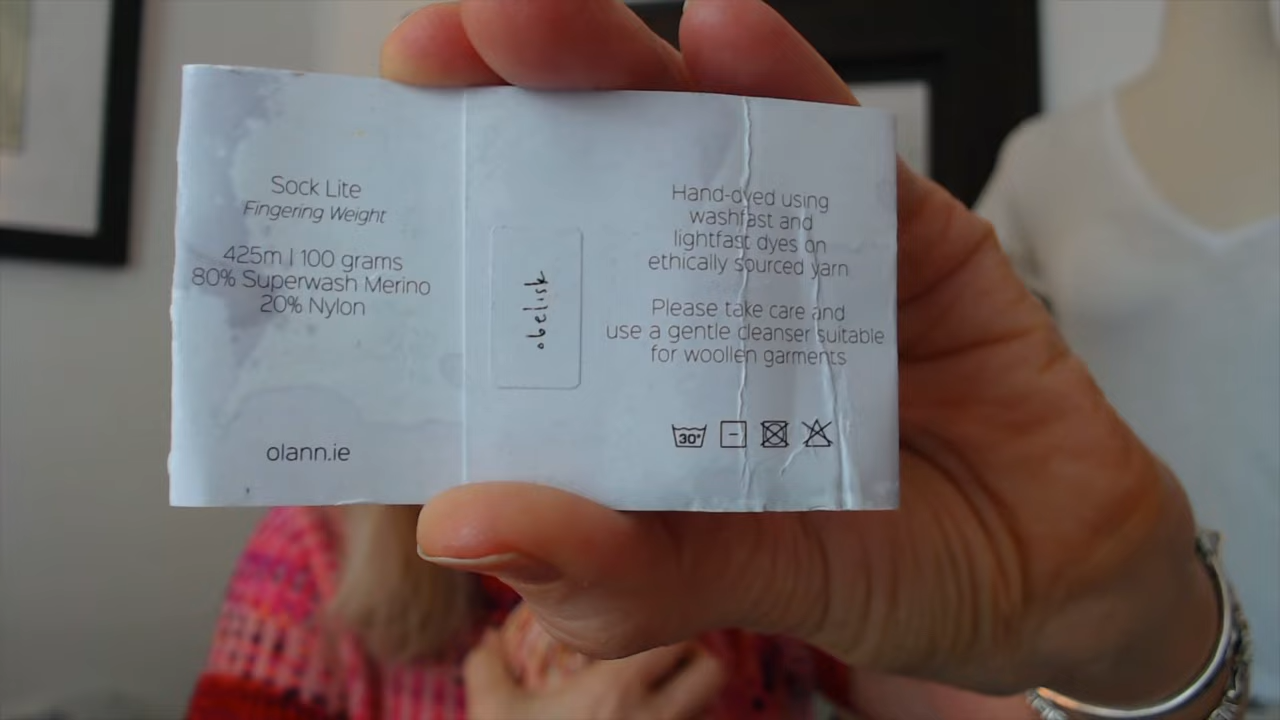 Sock Lite
Fingering Weight
425m | 100 grams
80% Superwash Merino
20% Nylon
olann.ie
obelisk
Hand-dyed using
washfast and
lightfast dyes on
ethically sourced yarn
Please take care and
use a gentle cleanser suitable
for woollen garments
30°